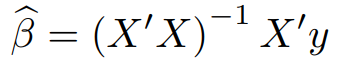 β̂ = (X′X)⁻¹ X′y